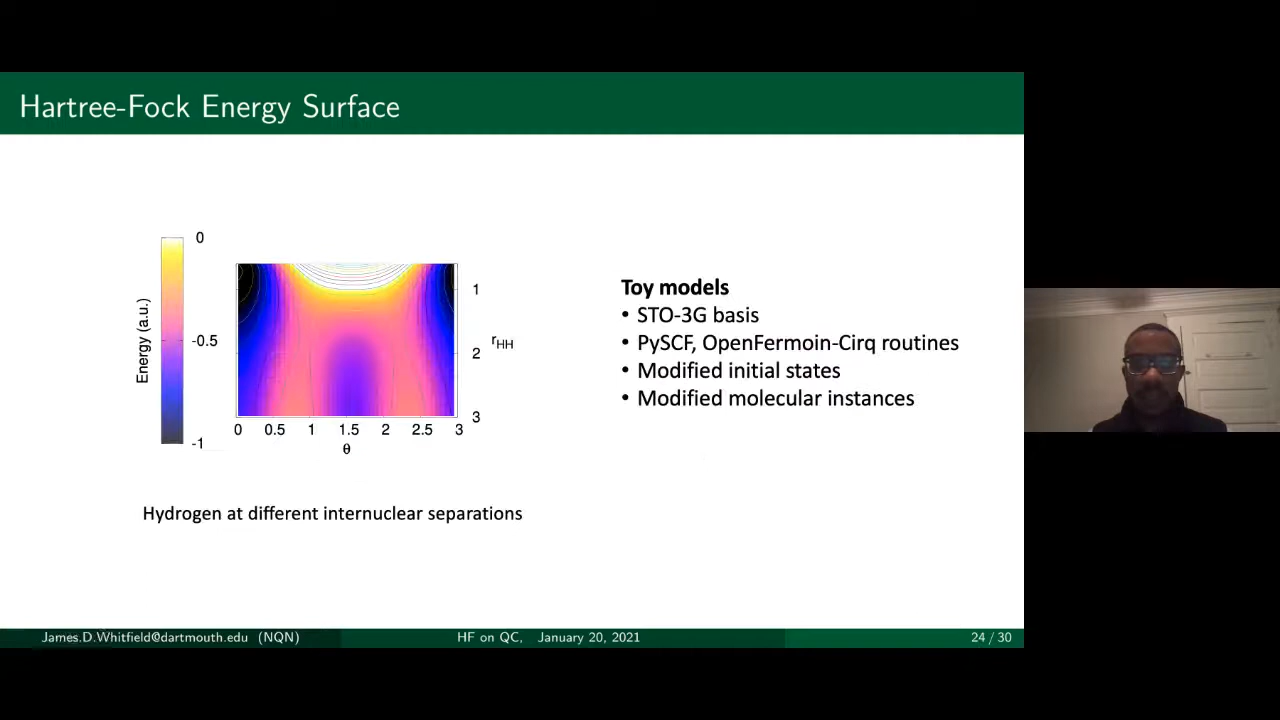 Hartree-Fock Energy Surface
0
-0.5
-1
Energy (a.u.)
1
2
3
rHH
0 0.5 1 1.5 2 2.5 3
θ
Hydrogen at different internuclear separations
Toy models
• STO-3G basis
• PySCF, OpenFermoin-Cirq routines
• Modified initial states
• Modified molecular instances
James.D.Whitfield@dartmouth.edu (NQN)
HF on QC, January 20, 2021
24 / 30